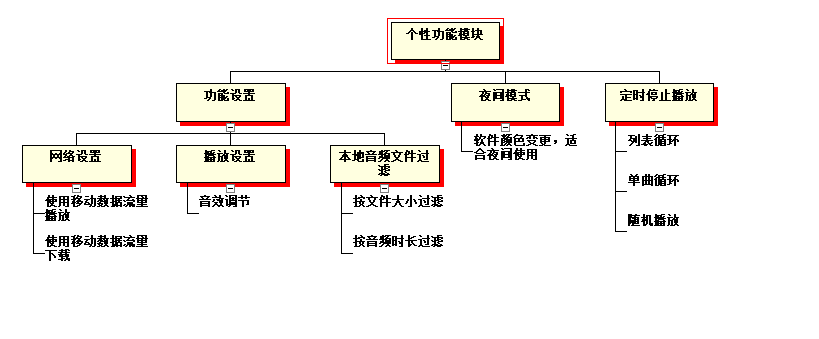 个性功能模块
功能设置
夜间模式
定时停止播放
软件颜色变更，适
合夜间使用
列表循环
单曲循环
随机播放
网络设置
播放设置
本地音频文件过
滤
使用移动数据流量
播放
使用移动数据流量
下载
音效调节
按文件大小过滤
按音频时长过滤